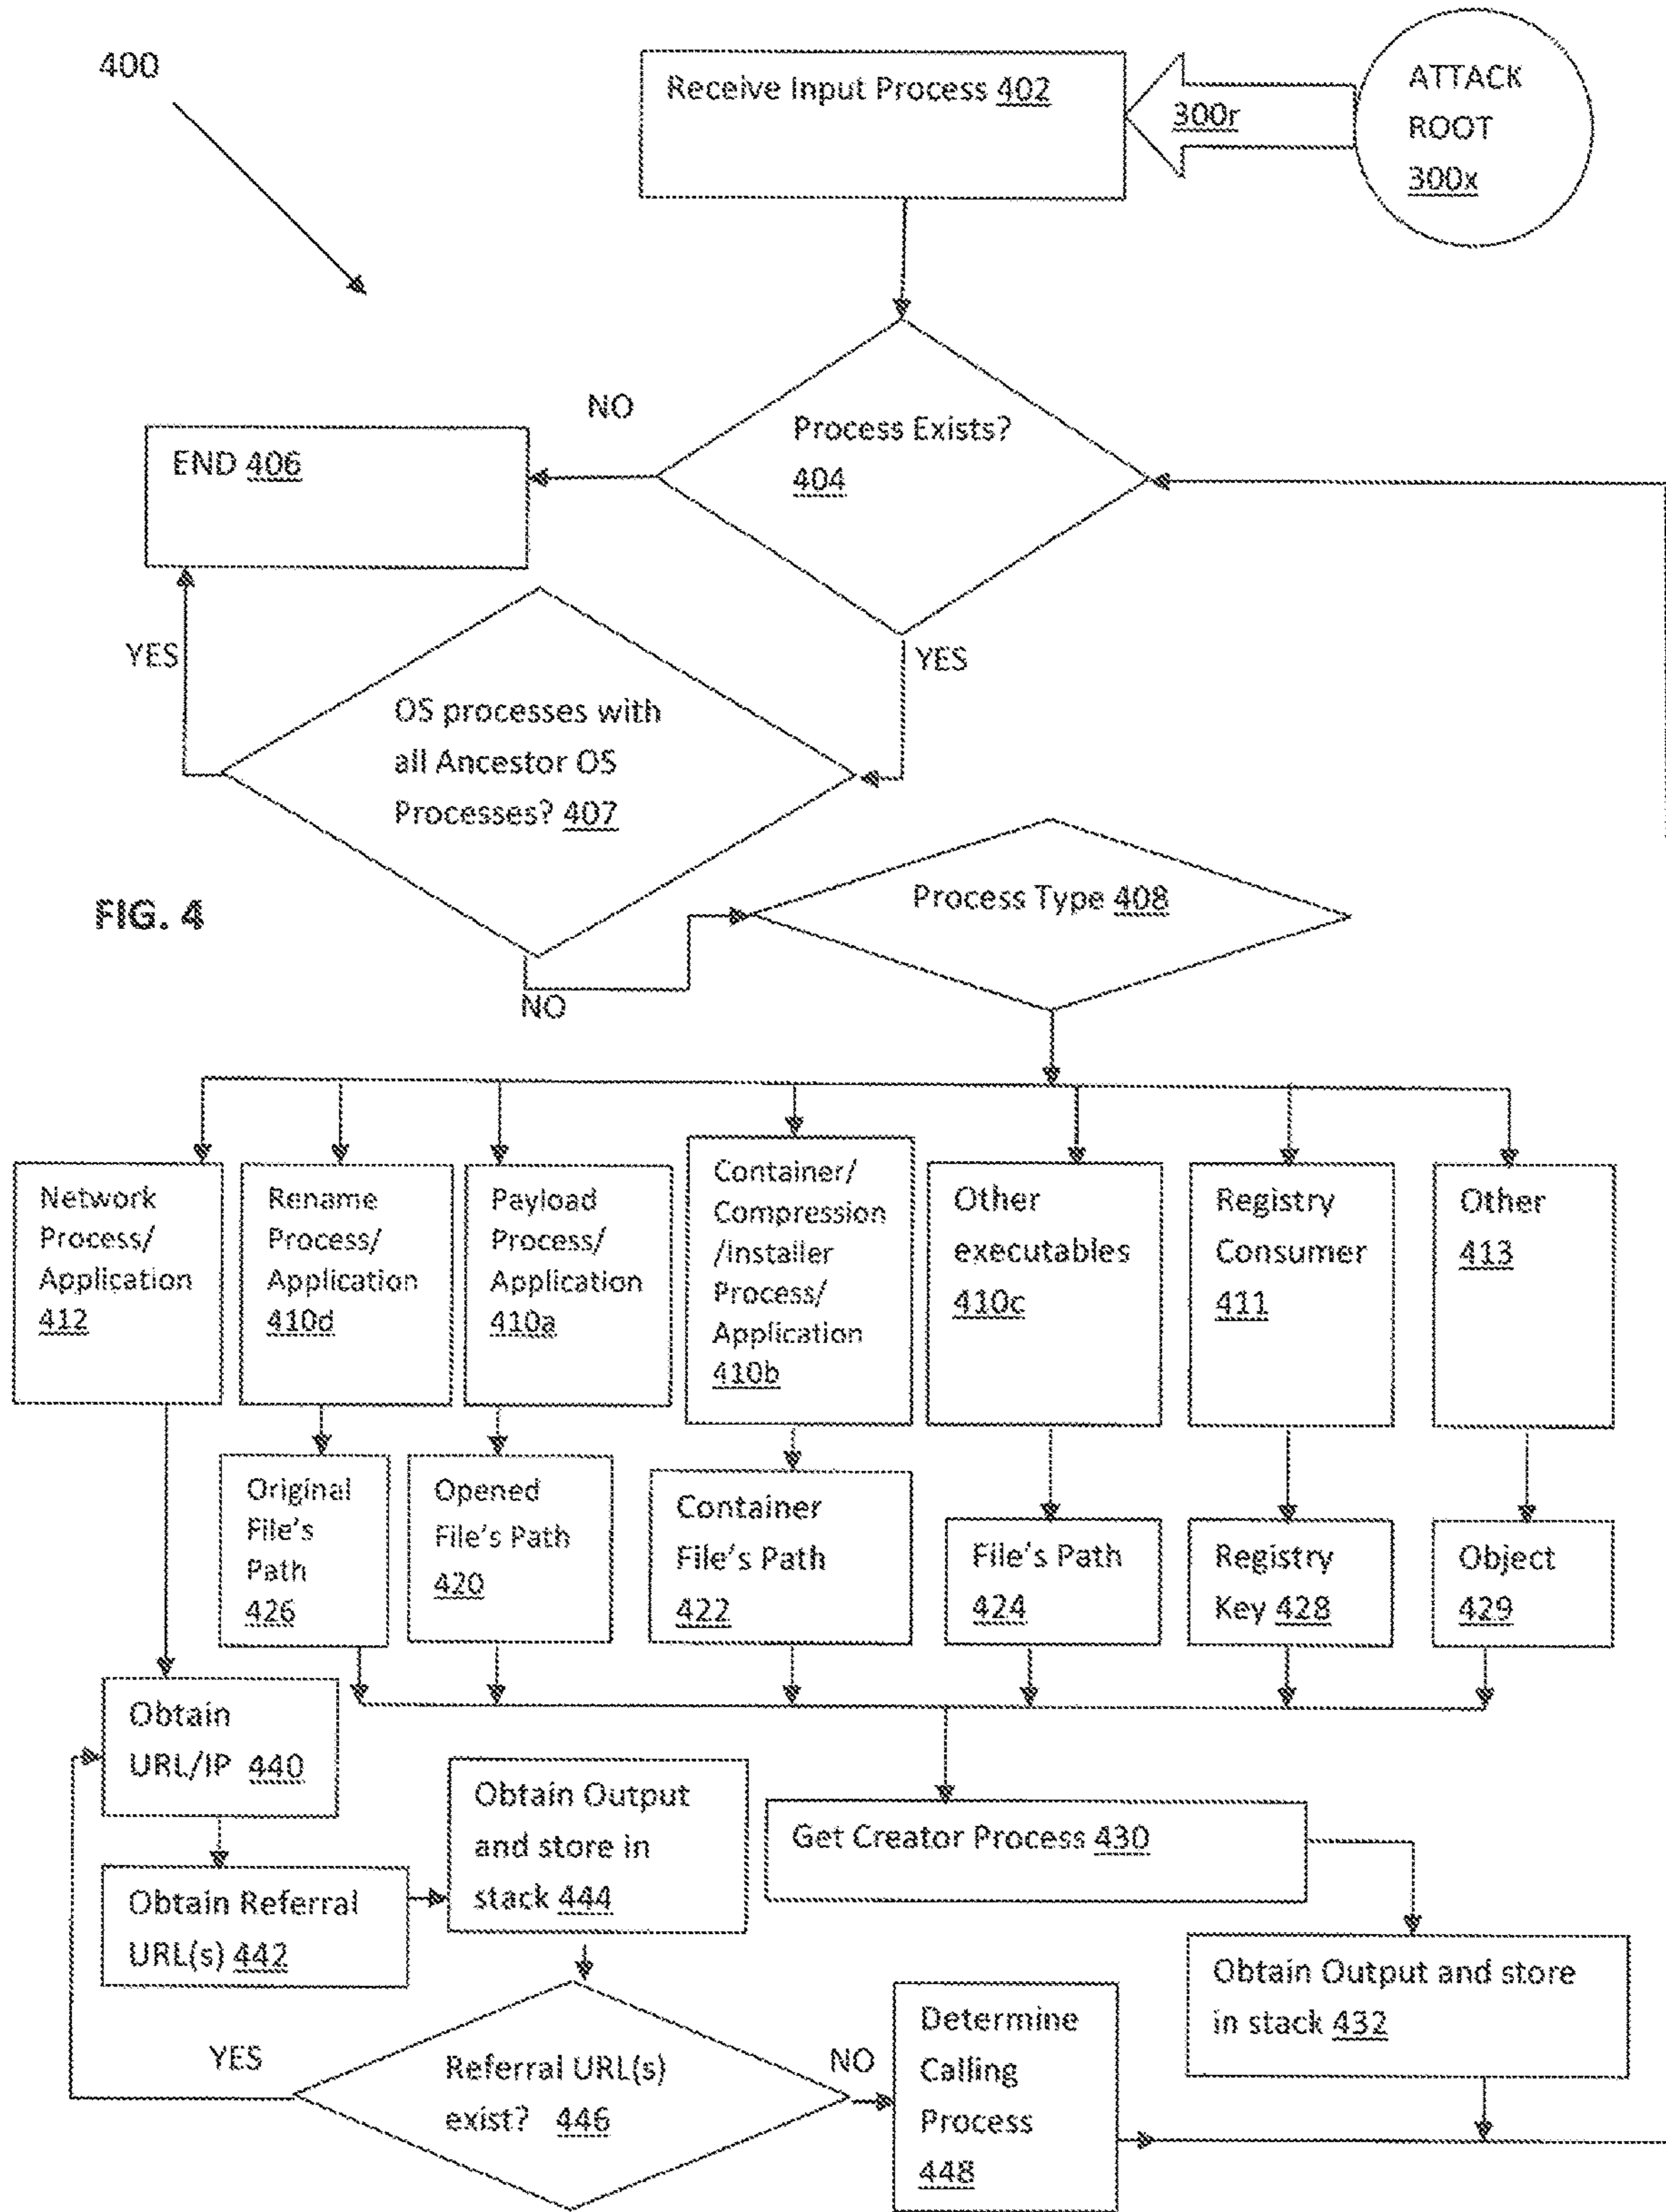 400
Receive Input Process 402
300r
ATTACK
ROOT
300x
NO
Process Exists?
404
END 406
YES
YES
OS processes with
all Ancestor OS
Processes? 407
FIG. 4
Process Type 408
NO
Network
Process/
Application
412
Rename
Process/
Application
410d
Payload
Process/
Application
410a
Container/
Compression
/Installer
Process/
Application
410b
Other
executables
410c
Registry
Consumer
411
Other
413
Original
File's
Path
426
Opened
File's Path
420
Container
File's Path
422
File's Path
424
Registry
Key 428
Object
429
Obtain
URL/IP 440
Obtain Output
and store in
stack 444
Get Creator Process 430
Obtain Referral
URL(s) 442
Obtain Output and store
in stack 432
YES
Referral URL(s)
exist? 446
NO
Determine
Calling
Process
448